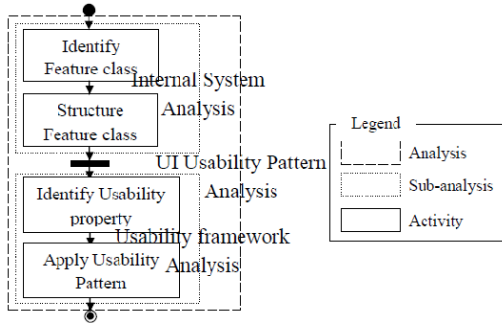 Identify
Feature class
Internal System
Analysis
Structure
Feature class
UI Usability Pattern
Analysis
Identify Usability
property
Usability framework
Analysis
Apply Usability
Pattern
Legend
Analysis
Sub-analysis
Activity